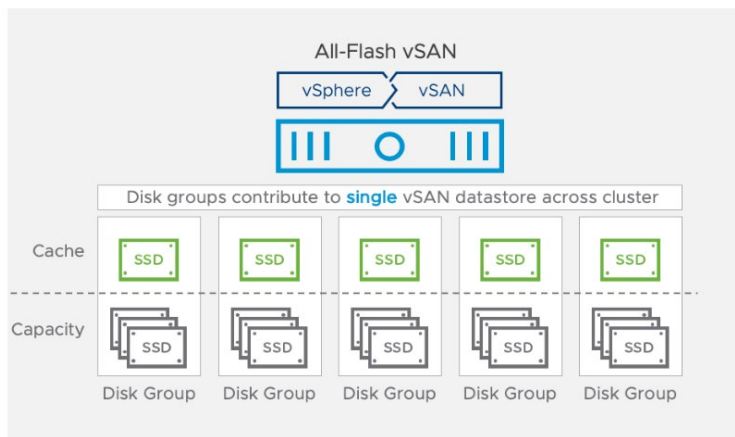 All-Flash vSAN
vSphere vSAN
Disk groups contribute to single vSAN datastore across cluster
Cache
SSD SSD SSD SSD SSD
Capacity
SSD SSD SSD SSD SSD
Disk Group Disk Group Disk Group Disk Group Disk Group